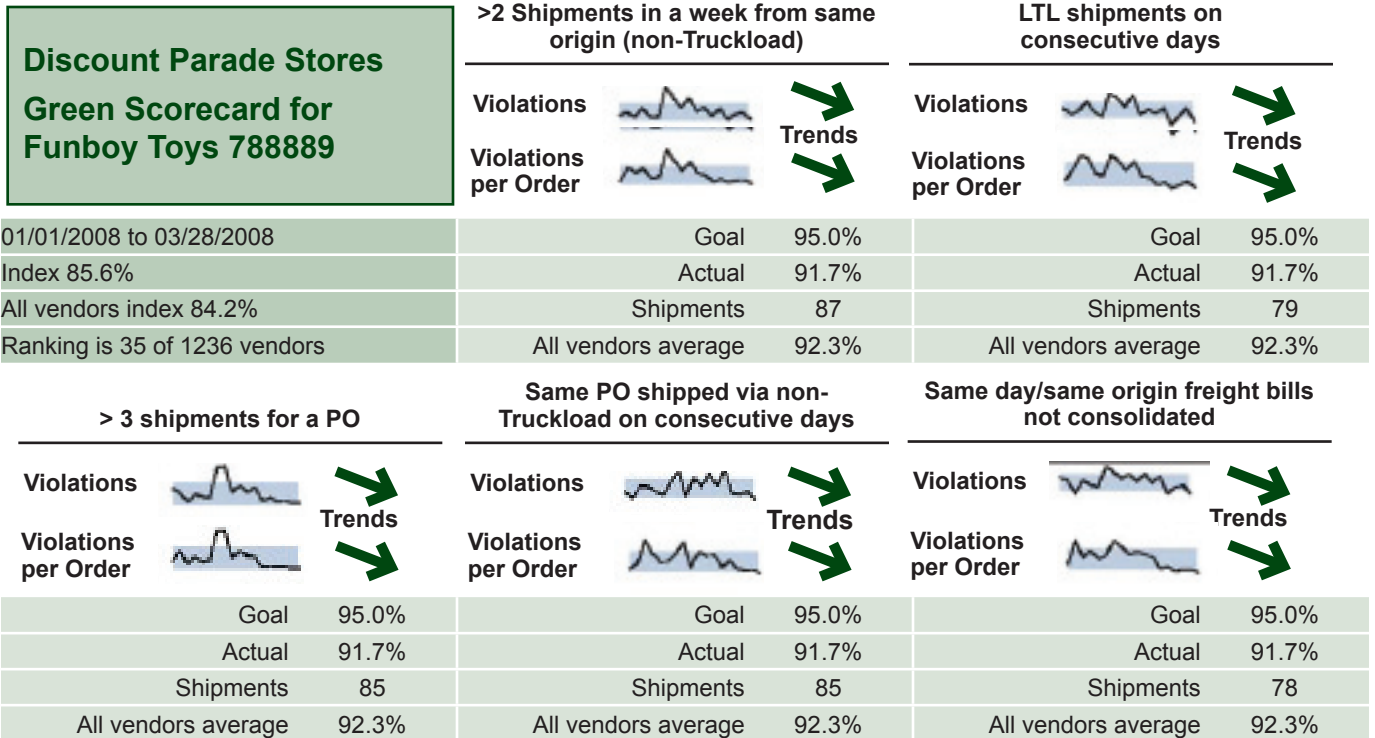 Discount Parade Stores
Green Scorecard for
Funboy Toys 788889
01/01/2008 to 03/28/2008
Index 85.6%
All vendors index 84.2%
Ranking is 35 of 1236 vendors
>2 Shipments in a week from same
origin (non-Truckload)
Violations
Trends
Violations
per Order
Goal 95.0%
Actual 91.7%
Shipments 87
All vendors average 92.3%
LTL shipments on
consecutive days
Violations
Trends
Violations
per Order
Goal 95.0%
Actual 91.7%
Shipments 79
All vendors average 92.3%
> 3 shipments for a PO
Violations
Trends
Violations
per Order
Goal 95.0%
Actual 91.7%
Shipments 85
All vendors average 92.3%
Same PO shipped via non-
Truckload on consecutive days
Violations
Trends
Violations
per Order
Goal 95.0%
Actual 91.7%
Shipments 85
All vendors average 92.3%
Same day/same origin freight bills
not consolidated
Violations
Trends
Violations
per Order
Goal 95.0%
Actual 91.7%
Shipments 78
All vendors average 92.3%